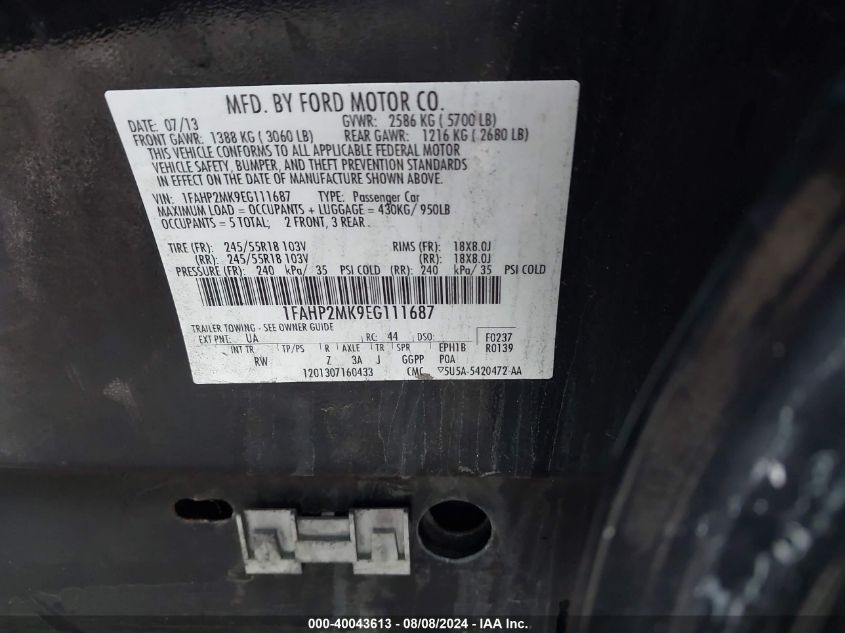 MFD. BY FORD MOTOR CO.
DATE: 07/13 GVWR: 2586 KG ( 5700 LB)
FRONT GAWR: 1388 KG ( 3060 LB) REAR GAWR: 1216 KG ( 2680 LB)
THIS VEHICLE CONFORMS TO ALL APPLICABLE FEDERAL MOTOR
VEHICLE SAFETY, BUMPER, AND THEFT PREVENTION STANDARDS
IN EFFECT ON THE DATE OF MANUFACTURE SHOWN ABOVE.
VIN: 1FAHP2MK9EG111687 TYPE: Passenger Car
MAXIMUM LOAD = OCCUPANTS + LUGGAGE = 430KG/ 950LB
OCCUPANTS = 5 TOTAL; 2 FRONT, 3 REAR.
TIRE (FR): 245/55R18 103V RIMS (FR): 18X8.0J
(RR): 245/55R18 103V (RR): 18X8.0J
PRESSURE (FR): 240 kPa/ 35 PSI COLD (RR): 240 kPa/ 35 PSI COLD
1FAHP2MK9EG111687
TRAILER TOWING - SEE OWNER GUIDE
EXT PNT: UA RC: 44 DSO: F0237
INT TR TP/PS R AXLE TR SPR EPH1B R0139
RW Z 3A J GGPP POA
1201307160433 CMC ▽5U5A-5420472-AA
000-40043613 - 08/08/2024 - IAA Inc.